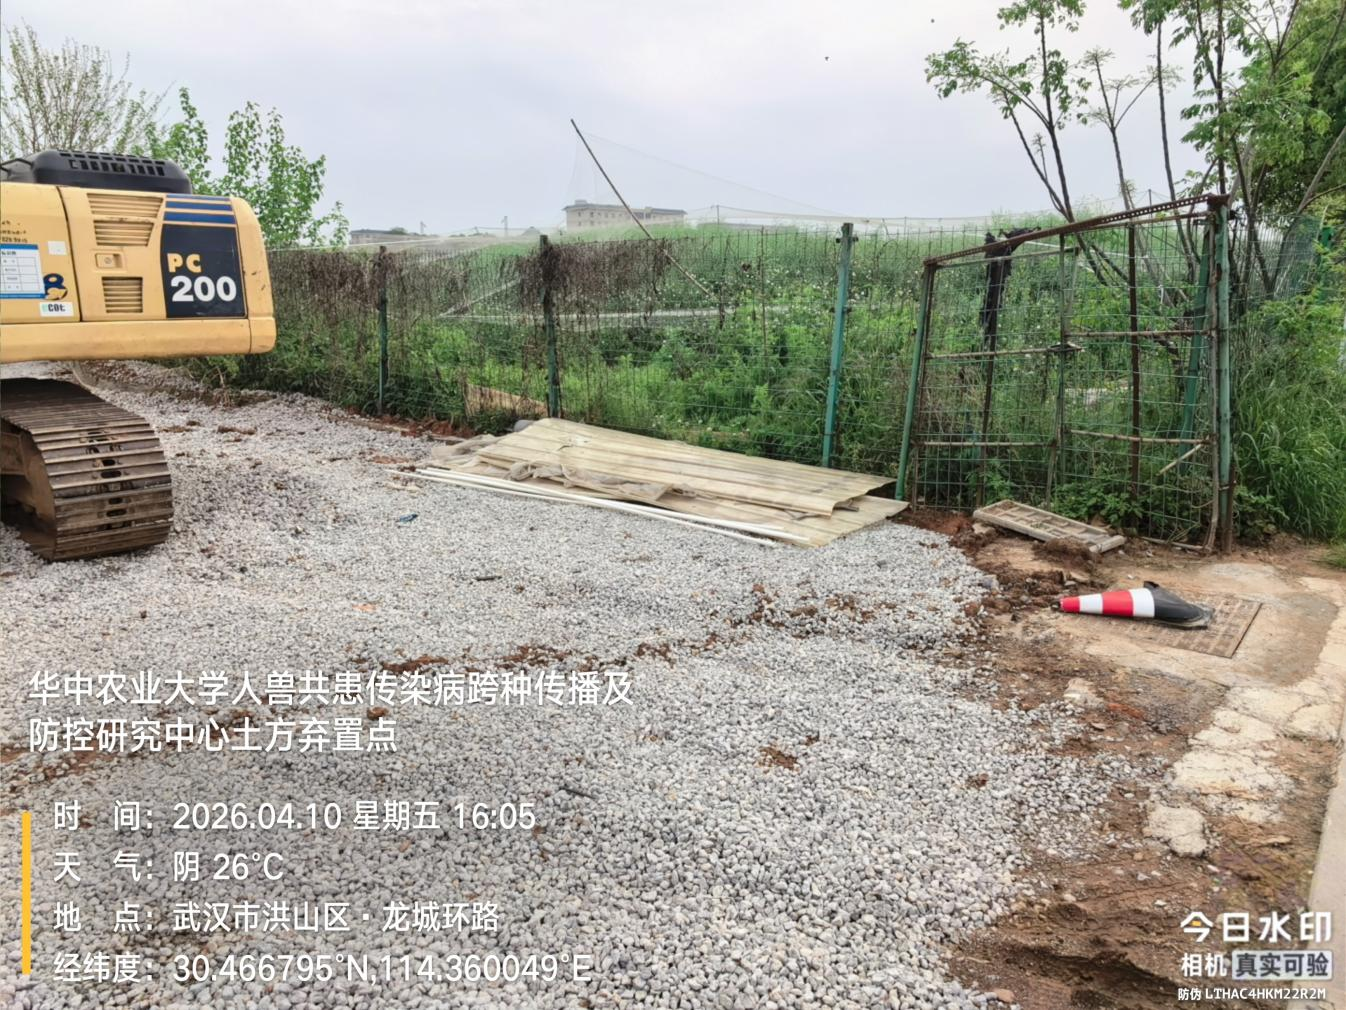 PC
200
8
华中农业大学人兽共患传染病跨种传播及
防控研究中心土方弃置点
时 间：2026.04.10 星期五 16:05
天 气：阴 26°C
地 点：武汉市洪山区·龙城环路
经纬度：30.466795°N,114.360049°E
今日水印
相机 真实可验
防伪 LTHAC4HKM22R2M